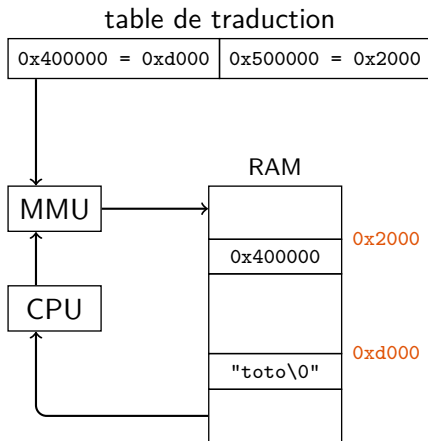 table de traduction
0x400000 = 0xd000 0x500000 = 0x2000
RAM
MMU
0x2000
0x400000
CPU
0xd000
"toto\0"